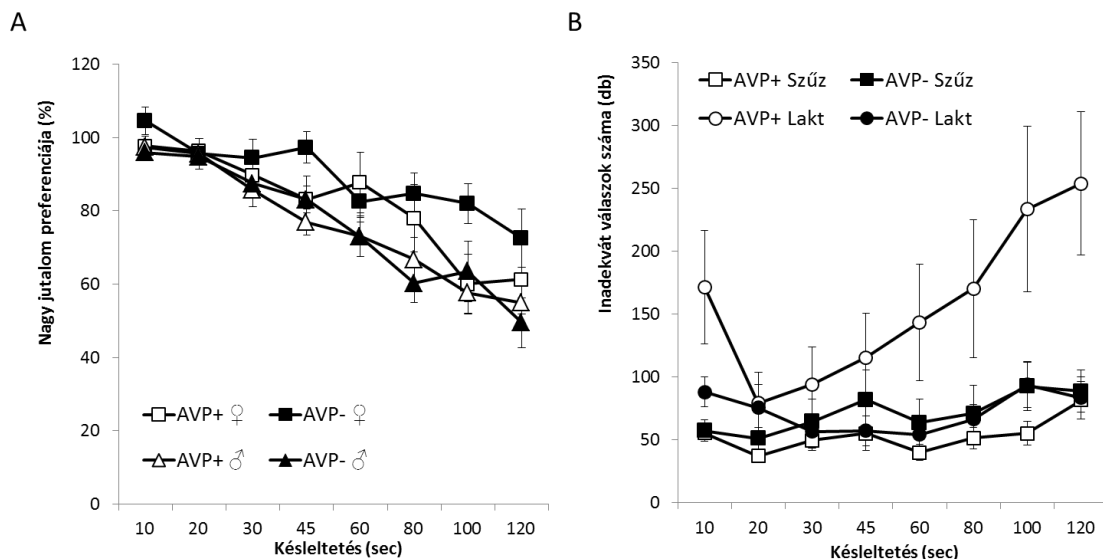 A
Nagy jutalom preferenciája (%)
120
100
80
60
40
20
0
AVP+ ♀ AVP- ♀
AVP+ ♂ AVP- ♂
10 20 30 45 60 80 100 120
Késleltetés (sec)
B
Inadekvát válaszok száma (db)
350
300
250
200
150
100
50
0
AVP+ Szűz AVP- Szűz
AVP+ Lakt AVP- Lakt
10 20 30 45 60 80 100 120
Késleltetés (sec)